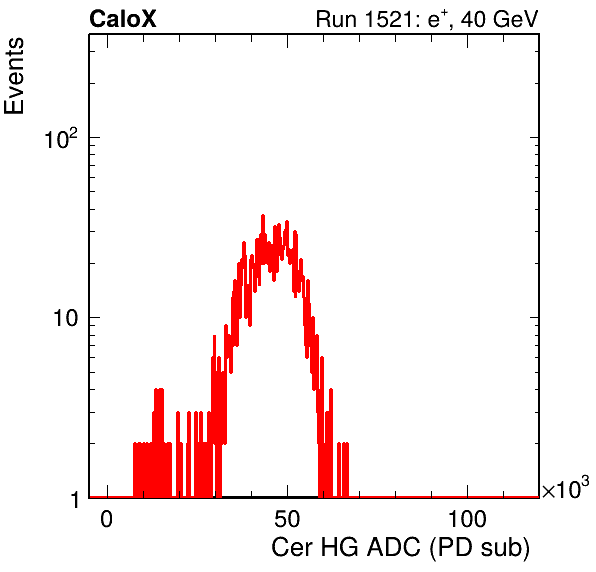 CaloX Run 1521: e⁺, 40 GeV
Events
10²
10
1
0 50 100 ×10³
Cer HG ADC (PD sub)